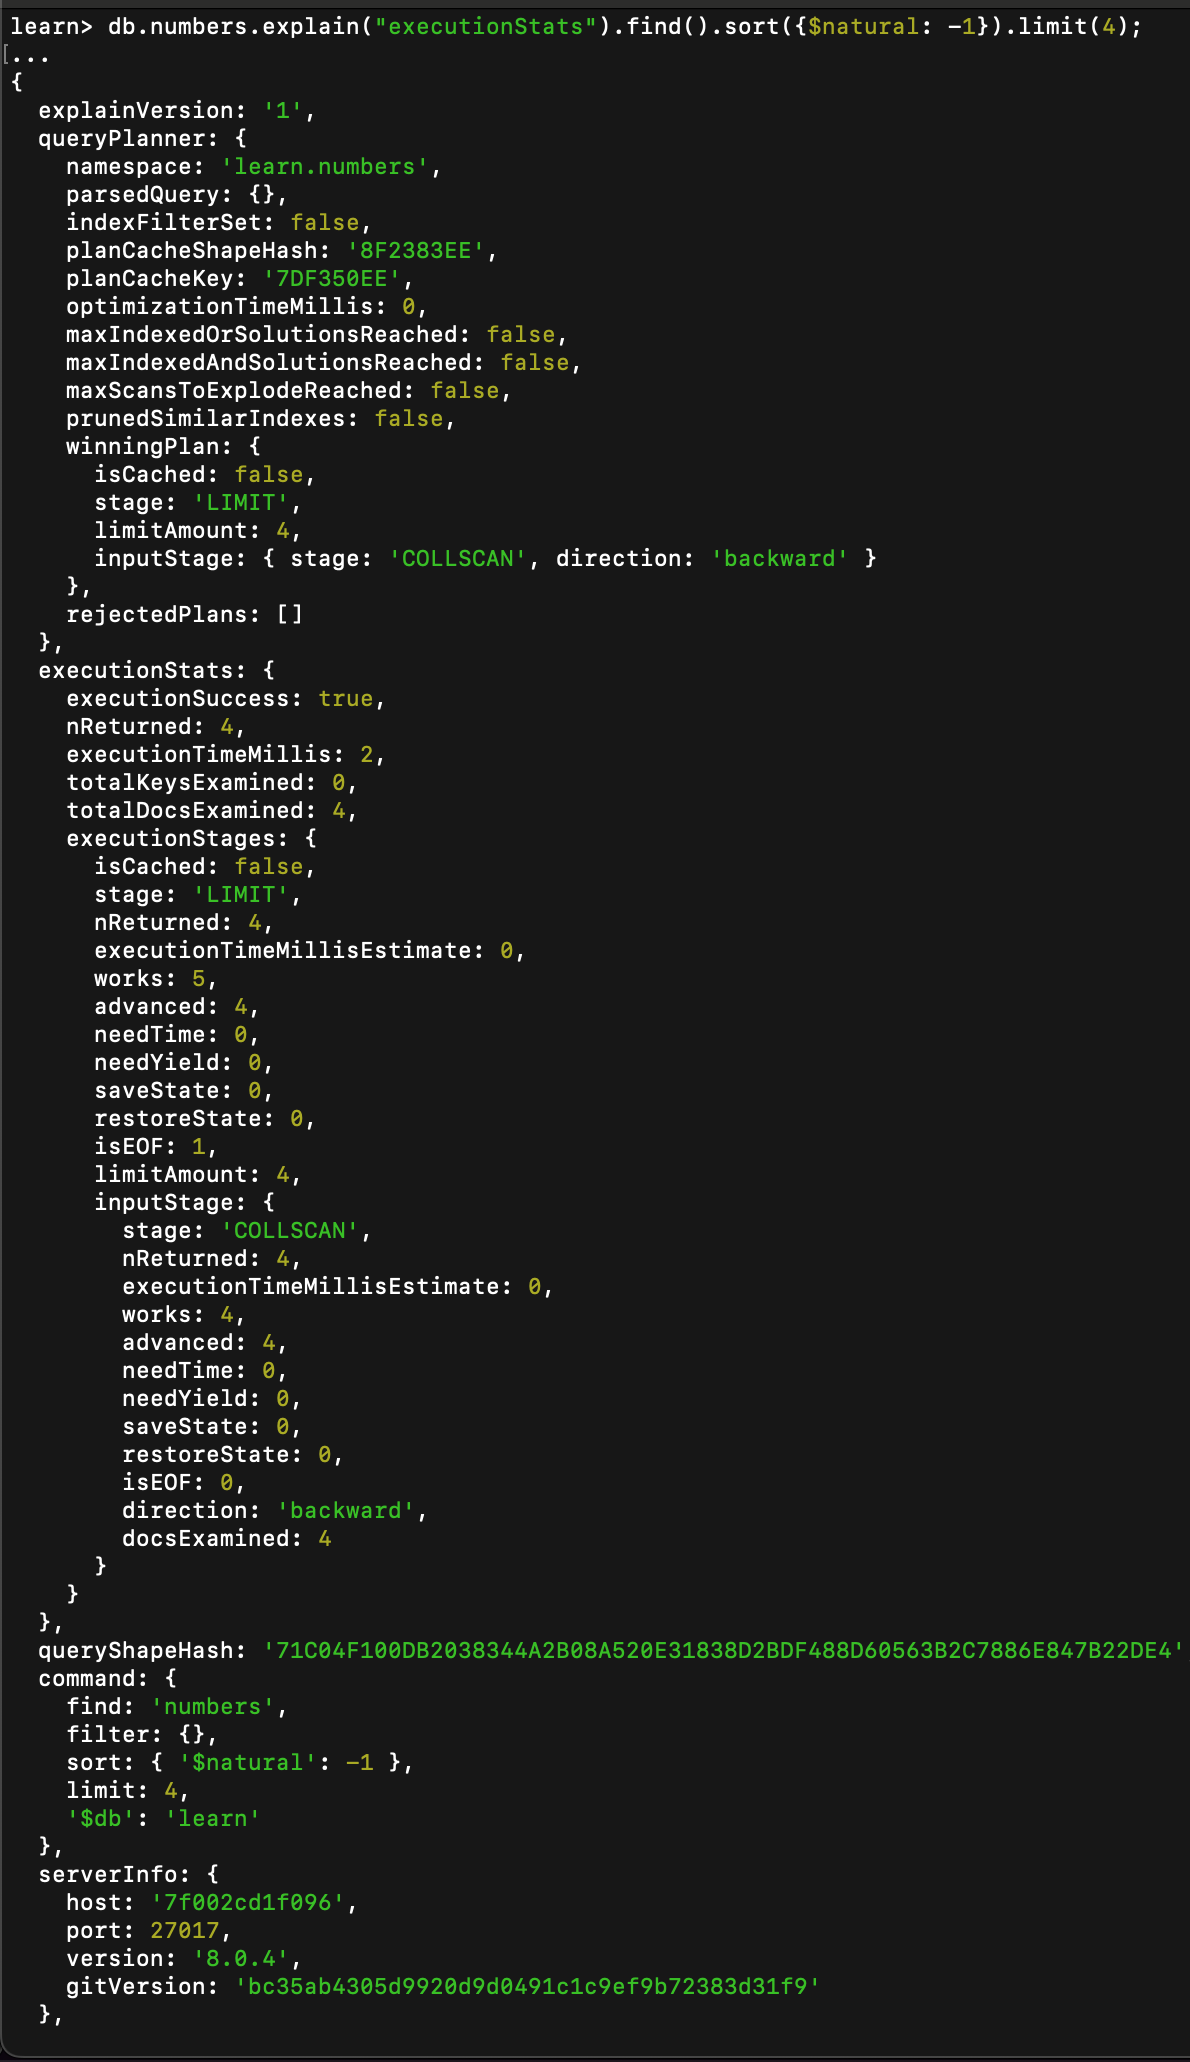 learn> db.numbers.explain("executionStats").find().sort({$natural: -1}).limit(4);
[...
{
  explainVersion: '1',
  queryPlanner: {
    namespace: 'learn.numbers',
    parsedQuery: {},
    indexFilterSet: false,
    planCacheShapeHash: '8F2383EE',
    planCacheKey: '7DF350EE',
    optimizationTimeMillis: 0,
    maxIndexedOrSolutionsReached: false,
    maxIndexedAndSolutionsReached: false,
    maxScansToExplodeReached: false,
    prunedSimilarIndexes: false,
    winningPlan: {
      isCached: false,
      stage: 'LIMIT',
      limitAmount: 4,
      inputStage: { stage: 'COLLSCAN', direction: 'backward' }
    },
    rejectedPlans: []
  },
  executionStats: {
    executionSuccess: true,
    nReturned: 4,
    executionTimeMillis: 2,
    totalKeysExamined: 0,
    totalDocsExamined: 4,
    executionStages: {
      isCached: false,
      stage: 'LIMIT',
      nReturned: 4,
      executionTimeMillisEstimate: 0,
      works: 5,
      advanced: 4,
      needTime: 0,
      needYield: 0,
      saveState: 0,
      restoreState: 0,
      isEOF: 1,
      limitAmount: 4,
      inputStage: {
        stage: 'COLLSCAN',
        nReturned: 4,
        executionTimeMillisEstimate: 0,
        works: 4,
        advanced: 4,
        needTime: 0,
        needYield: 0,
        saveState: 0,
        restoreState: 0,
        isEOF: 0,
        direction: 'backward',
        docsExamined: 4
      }
    }
  },
  queryShapeHash: '71C04F100DB2038344A2B08A520E31838D2BDF488D60563B2C7886E847B22DE4'
  command: {
    find: 'numbers',
    filter: {},
    sort: { '$natural': -1 },
    limit: 4,
    '$db': 'learn'
  },
  serverInfo: {
    host: '7f002cd1f096',
    port: 27017,
    version: '8.0.4',
    gitVersion: 'bc35ab4305d9920d9d0491c1c9ef9b72383d31f9'
  },